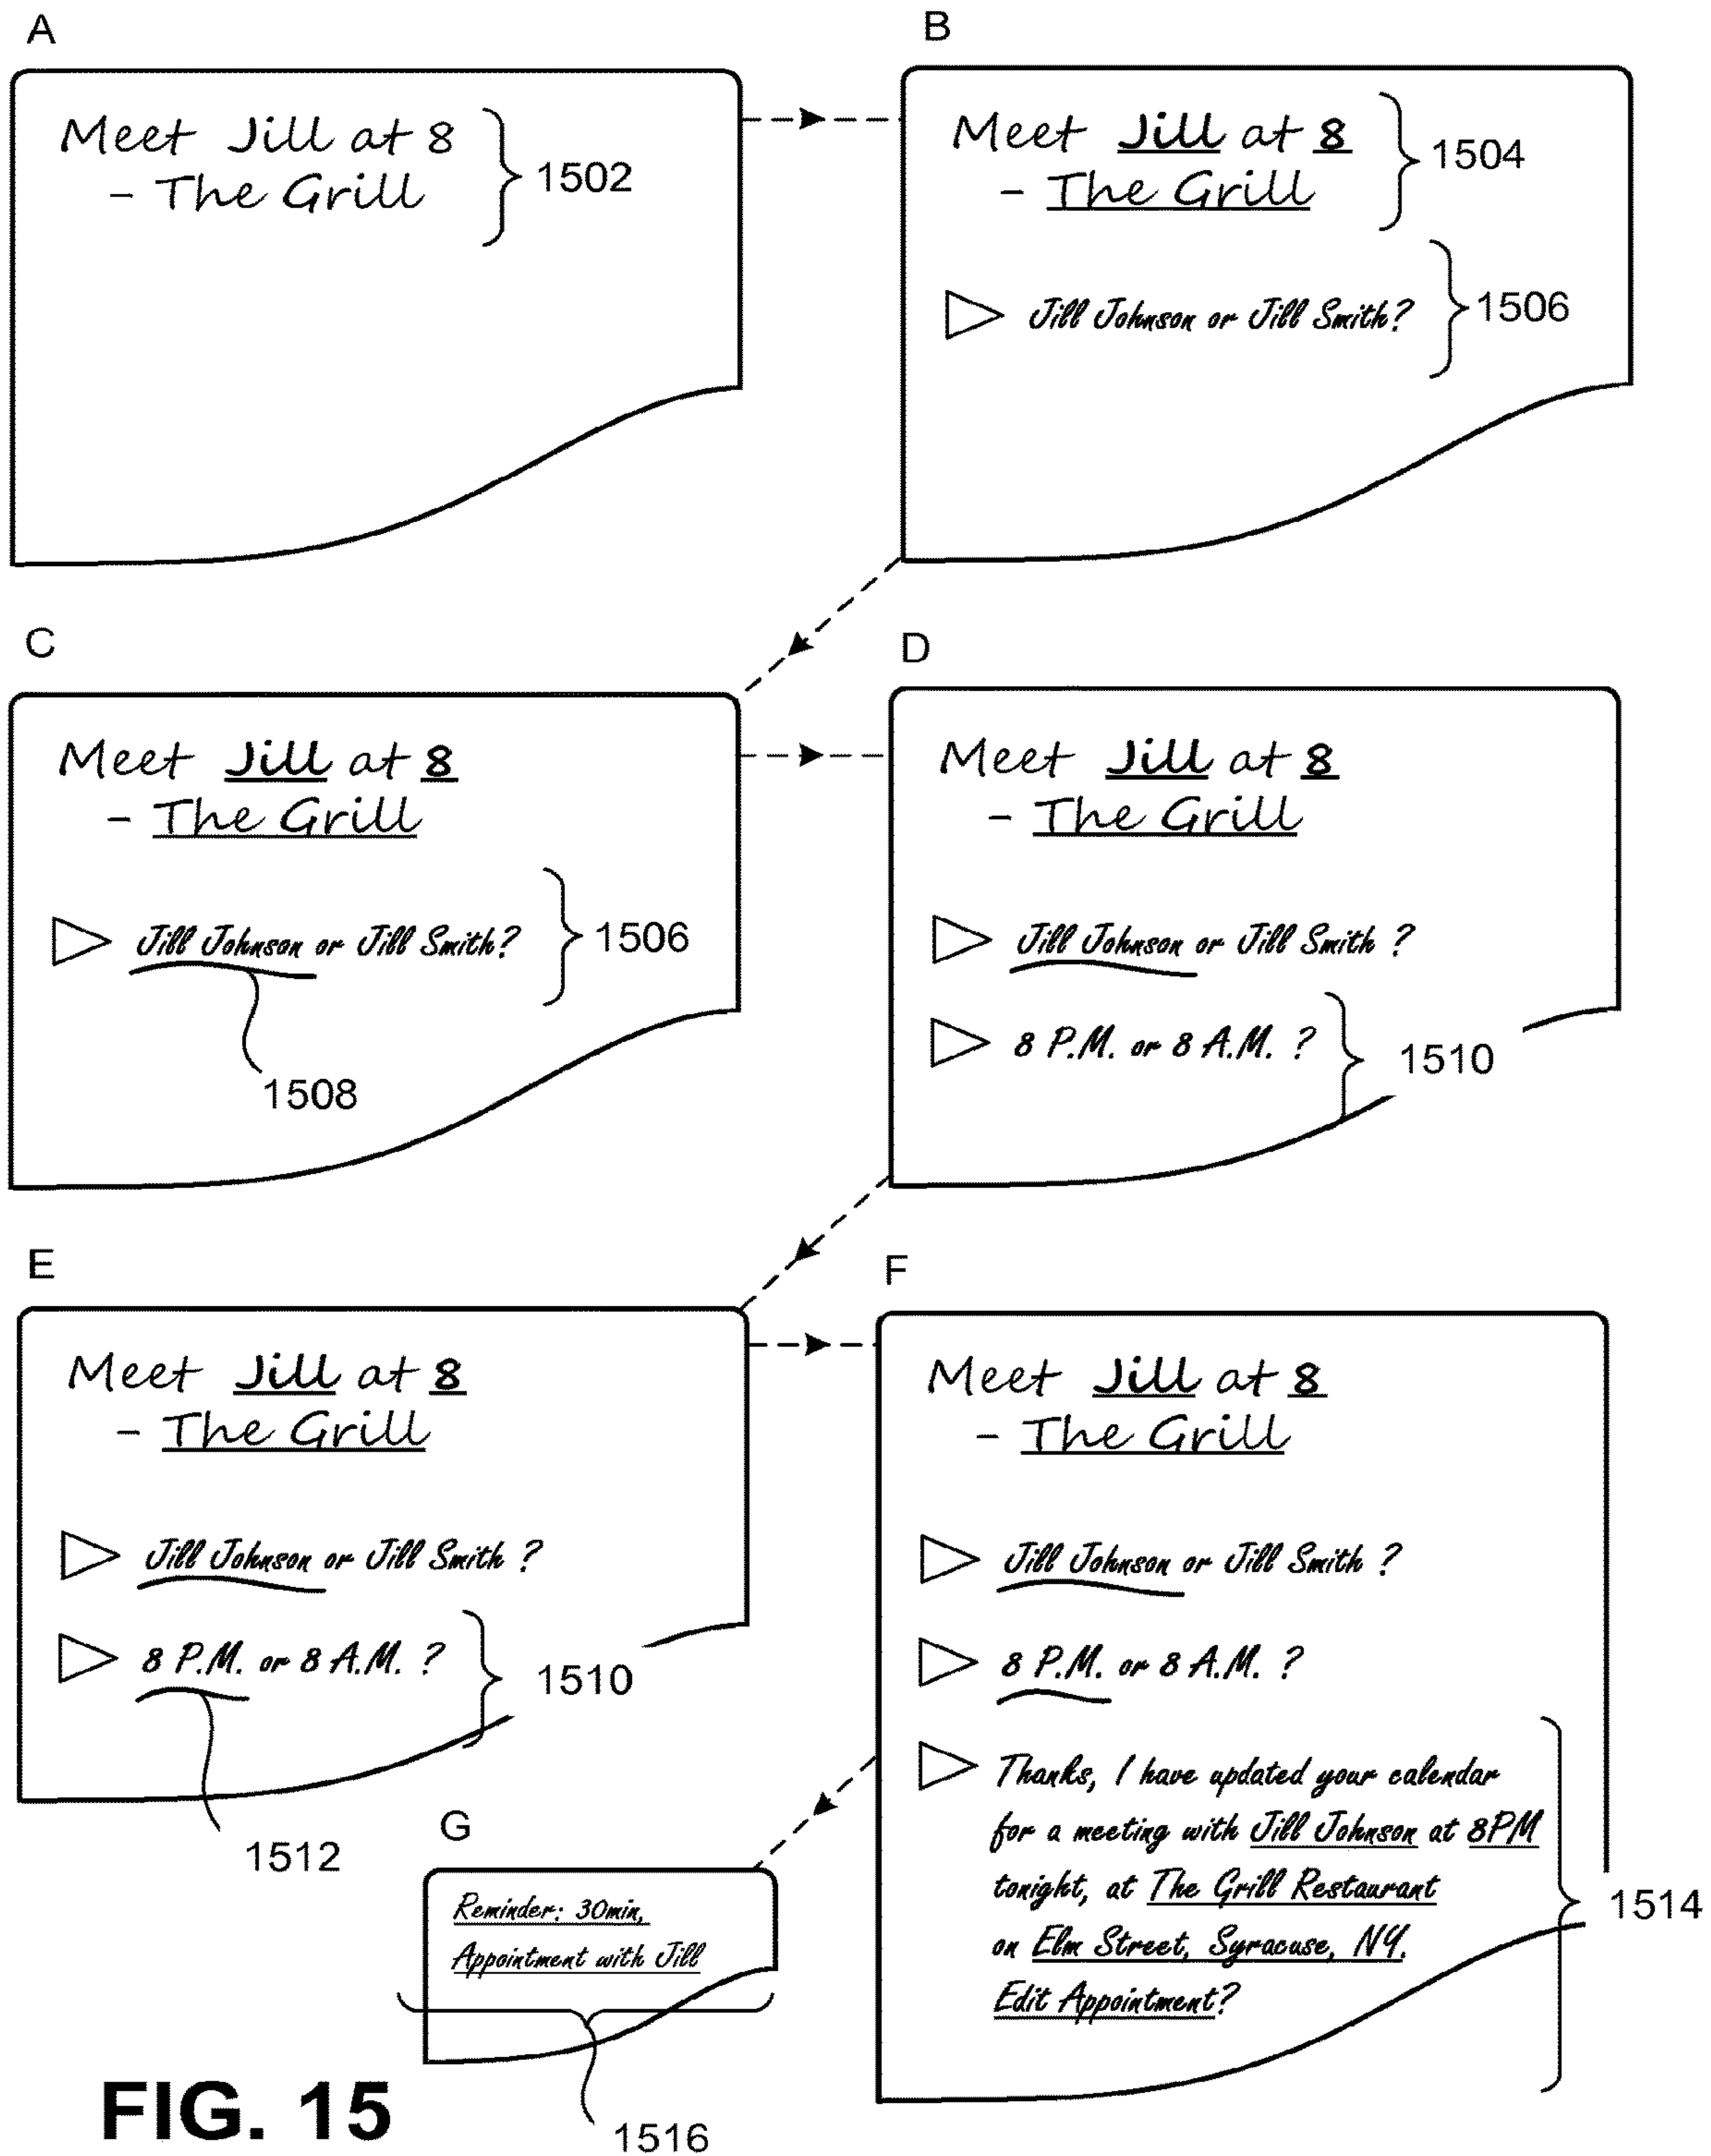 A
Meet Jill at 8
- The Grill
1502
B
Meet Jill at 8
- The Grill
1504
Jill Johnson or Jill Smith?
1506
C
Meet Jill at 8
- The Grill
Jill Johnson or Jill Smith?
1506
1508
D
Meet Jill at 8
- The Grill
Jill Johnson or Jill Smith ?
8 P.M. or 8 A.M. ?
1510
E
Meet Jill at 8
- The Grill
Jill Johnson or Jill Smith ?
8 P.M. or 8 A.M. ?
1510
1512
F
Meet Jill at 8
- The Grill
Jill Johnson or Jill Smith ?
8 P.M. or 8 A.M. ?
Thanks, I have updated your calendar
for a meeting with Jill Johnson at 8PM
tonight, at The Grill Restaurant
on Elm Street, Syracuse, NY.
Edit Appointment?
1514
G
Reminder: 30min,
Appointment with Jill
1516
FIG. 15